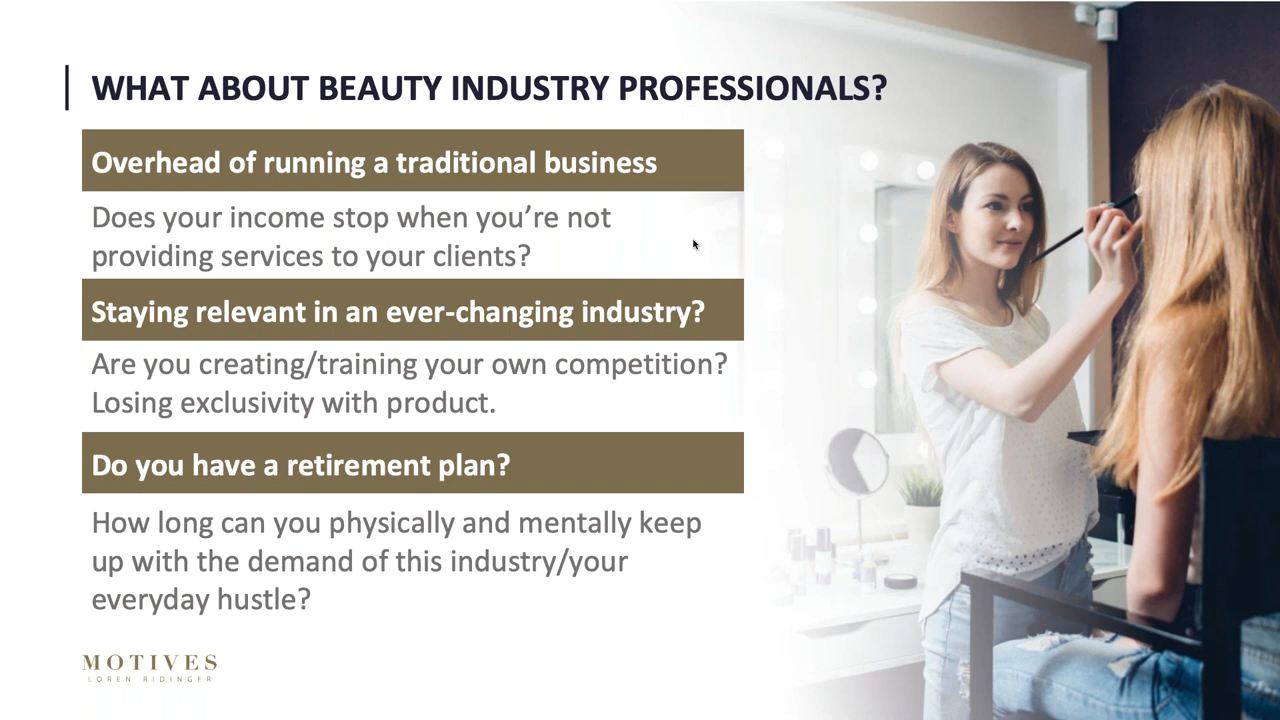 WHAT ABOUT BEAUTY INDUSTRY PROFESSIONALS?
Overhead of running a traditional business
Does your income stop when you’re not
providing services to your clients?
Staying relevant in an ever-changing industry?
Are you creating/training your own competition?
Losing exclusivity with product.
Do you have a retirement plan?
How long can you physically and mentally keep
up with the demand of this industry/your
everyday hustle?
MOTIVES
LOREN RIDINGER